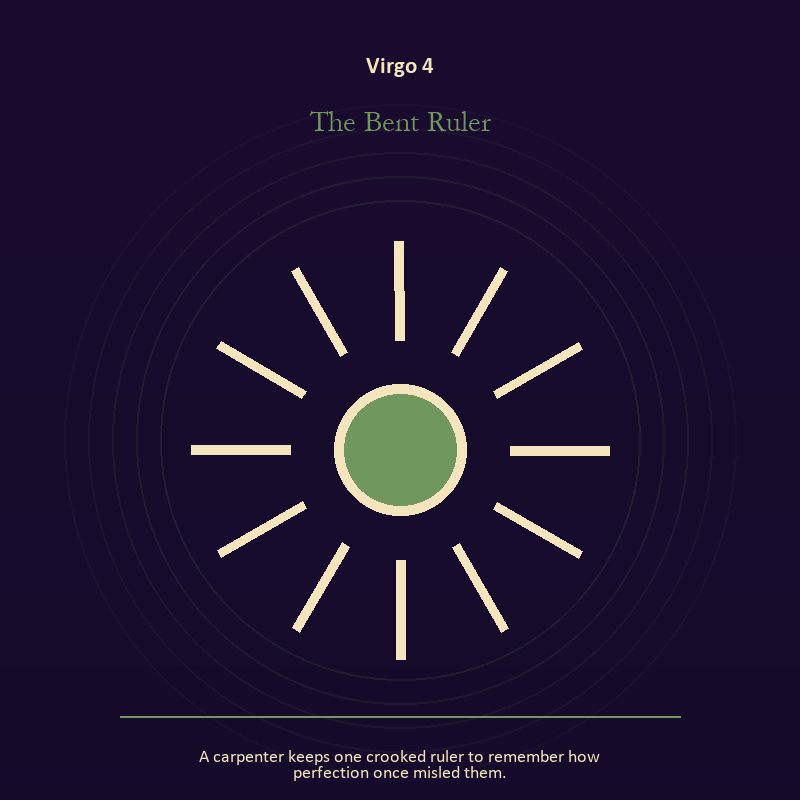 Virgo 4
The Bent Ruler
A carpenter keeps one crooked ruler to remember how
perfection once misled them.